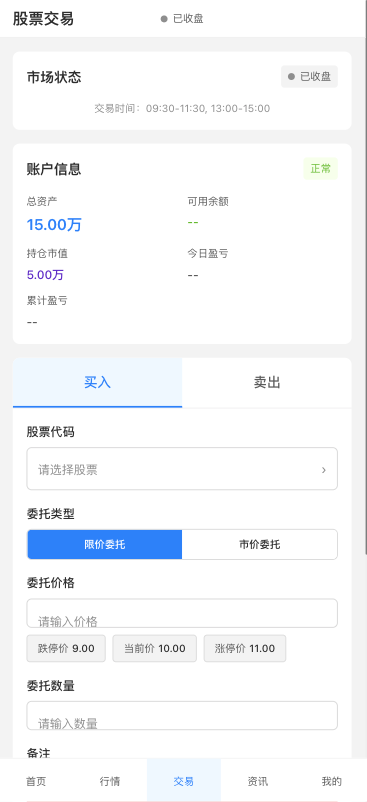 股票交易
已收盘
市场状态
已收盘
交易时间：09:30-11:30, 13:00-15:00
账户信息
正常
总资产
可用余额
15.00万
--
持仓市值
今日盈亏
5.00万
--
累计盈亏
--
买入
卖出
股票代码
请选择股票
委托类型
限价委托
市价委托
委托价格
请输入价格
跌停价 9.00
当前价 10.00
涨停价 11.00
委托数量
请输入数量
备注
首页
行情
交易
资讯
我的